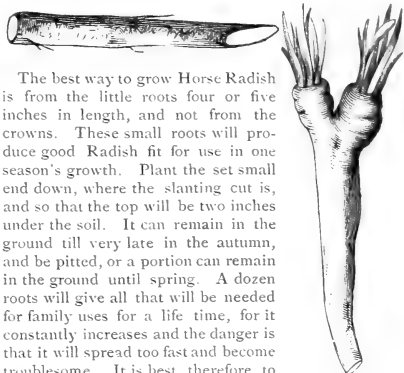 The best way to grow Horse Radish
is from the little roots four or five
inches in length, and not from the
crowns. These small roots will pro-
duce good Radish fit for use in one
season's growth. Plant the set small
end down, where the slanting cut is,
and so that the top will be two inches
under the soil. It can remain in the
ground till very late in the autumn,
and be pitted, or a portion can remain
in the ground until spring. A dozen
roots will give all that will be needed
for family uses for a life time, for it
constantly increases and the danger is
that it will spread too fast and become
troublesome. It is best, therefore, to